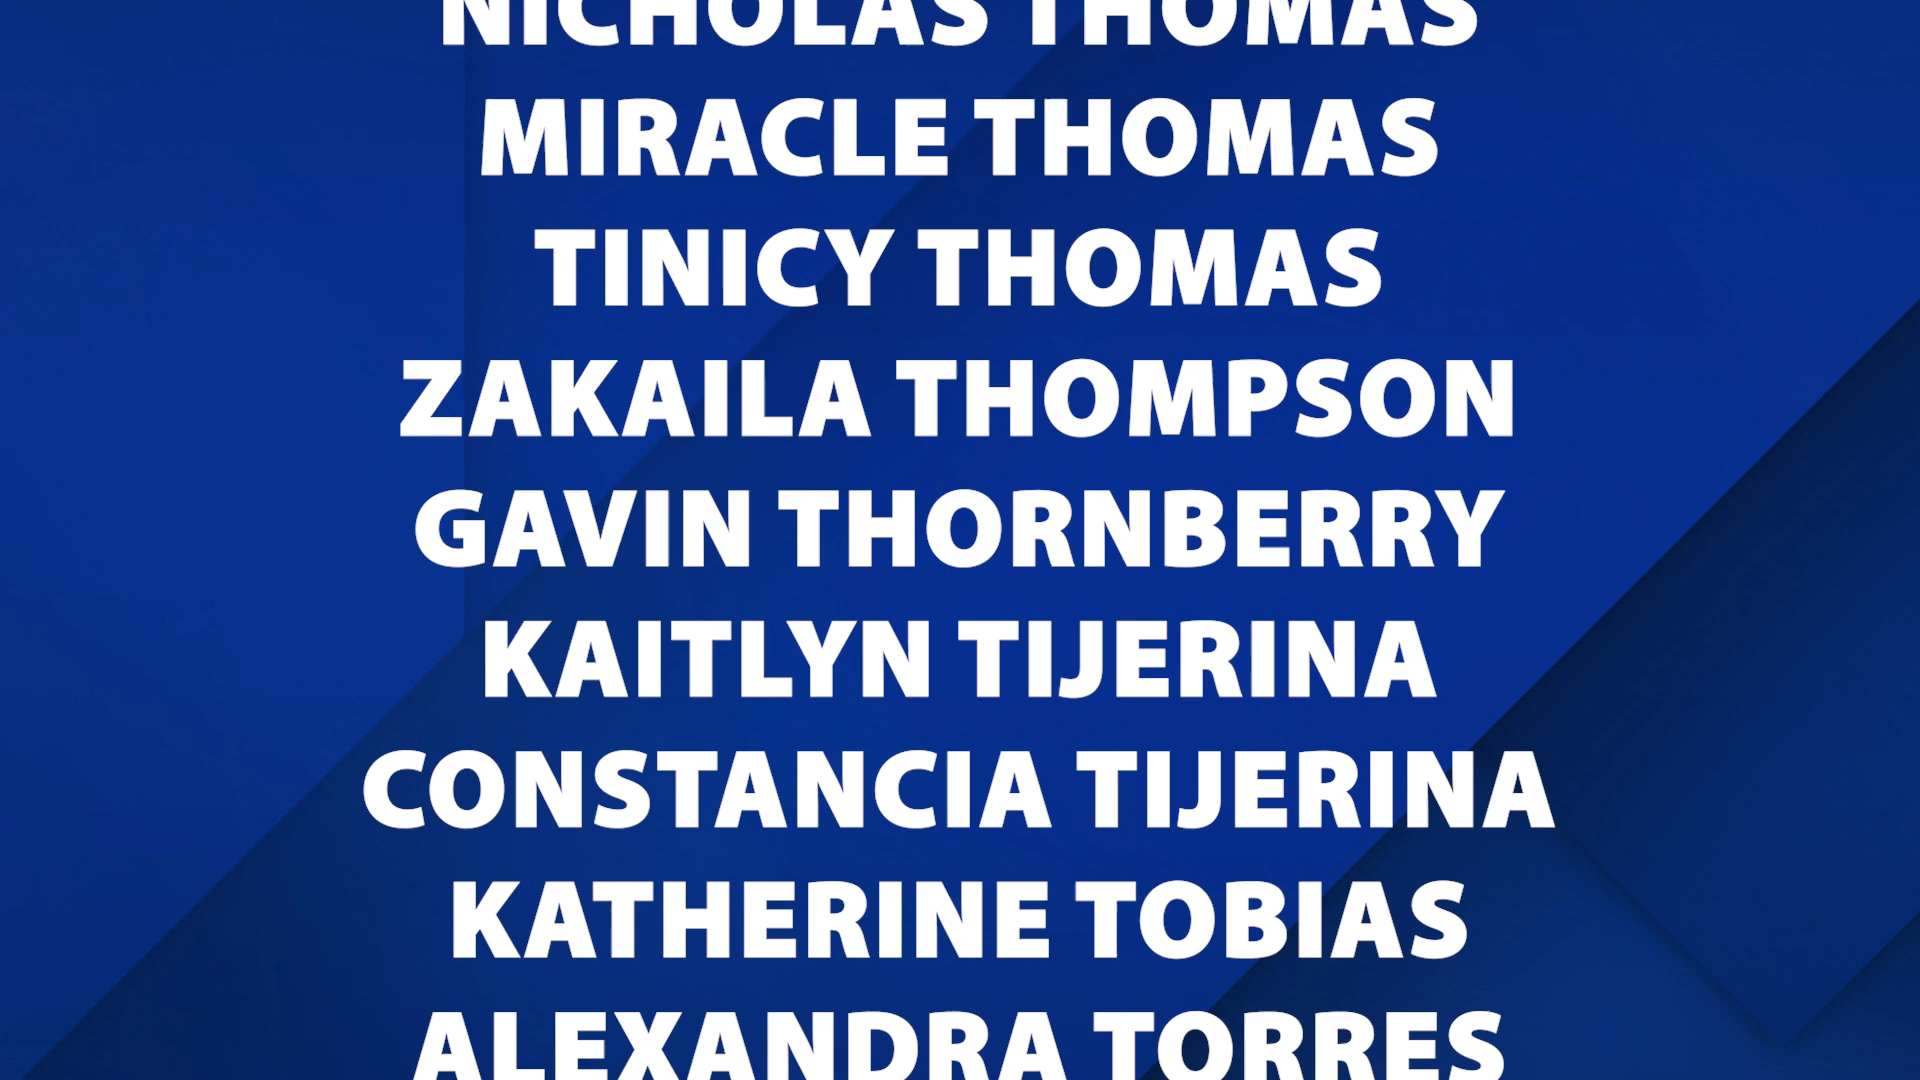 NICHOLAS THOMAS
MIRACLE THOMAS
TINICY THOMAS
ZAKAILA THOMPSON
GAVIN THORNBERRY
KAITLYN TIJERINA
CONSTANCIA TIJERINA
KATHERINE TOBIAS
ALEXANDRA TORRES